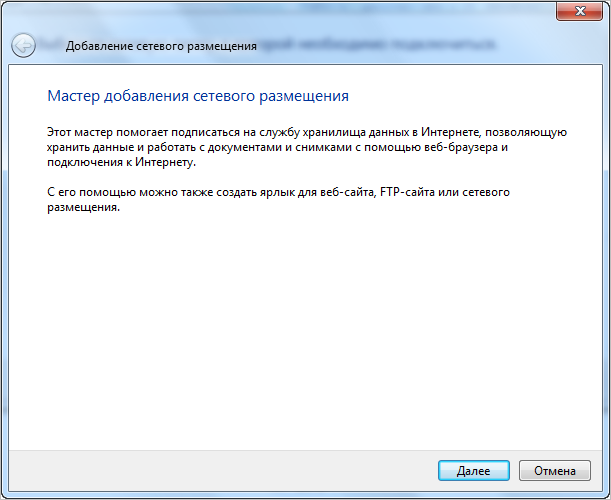 Добавление сетевого размещения
Мастер добавления сетевого размещения
Этот мастер помогает подписаться на службу хранилища данных в Интернете, позволяющую
хранить данные и работать с документами и снимками с помощью веб-браузера и
подключения к Интернету.
С его помощью можно также создать ярлык для веб-сайта, FTP-сайта или сетевого
размещения.
Далее
Отмена